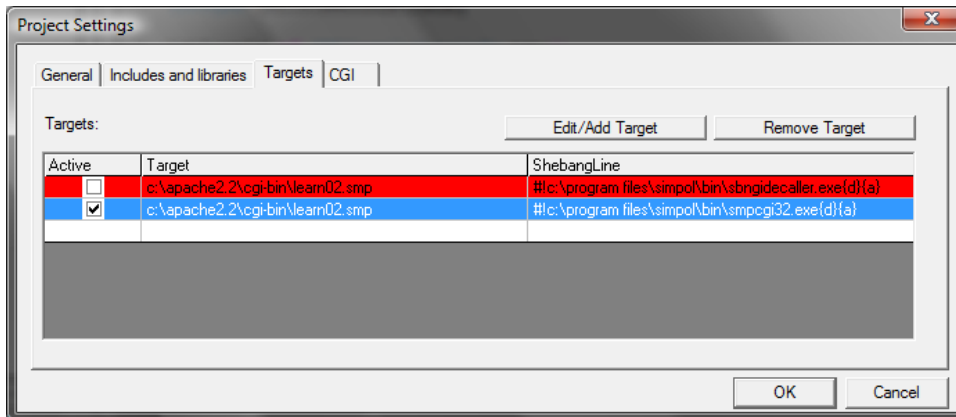 Project Settings
General Includes and libraries Targets CGI
Targets: Edit/Add Target Remove Target
Active Target ShebangLine
c:\apache2.2\cgi-bin\learn02.smp #!c:\program files\simpol\bin\sbngidecaller.exe{d}{a}
c:\apache2.2\cgi-bin\learn02.smp #!c:\program files\simpol\bin\smpcgi32.exe{d}{a}
OK Cancel